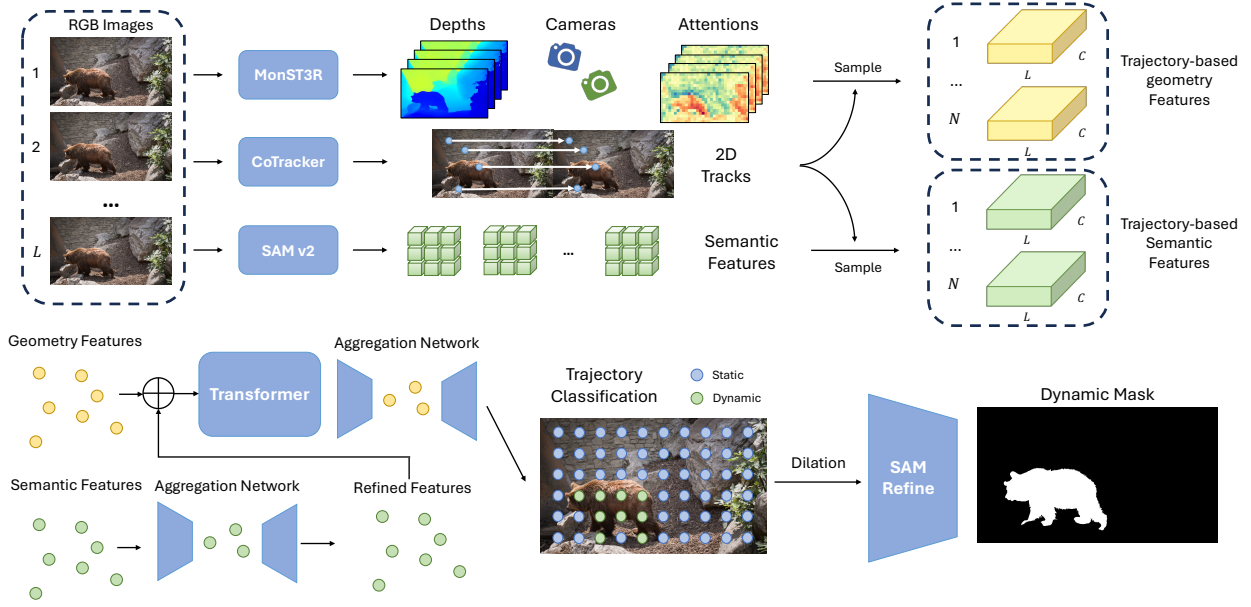 RGB Images
Depths
Cameras
Attentions
1
MonST3R
Sample
1
...
N
L
C
L
C
Trajectory-based
geometry
Features
2
CoTracker
2D
Tracks
...
L
SAM v2
...
Semantic
Features
Sample
1
...
N
L
C
L
C
Trajectory-based
Semantic
Features
Geometry Features
Transformer
Aggregation Network
Semantic Features
Aggregation Network
Refined Features
Trajectory
Classification
Static
Dynamic
Dilation
SAM
Refine
Dynamic Mask